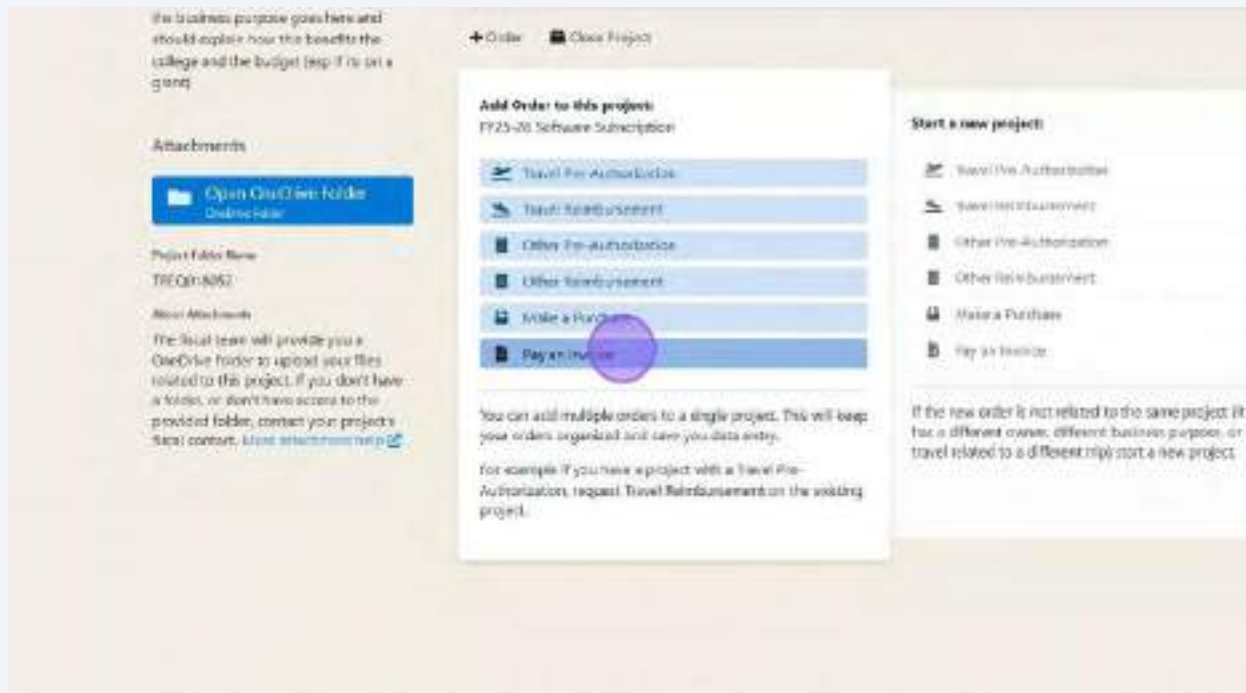 the business purpose goes here and
should explain how this benefits the
college and the budget (esp if its on a
grant)
Attachments
Open OneDrive Folder
OneDrive Folder
Project Folder Name
About Attachments
The fiscal team will provide you a
OneDrive folder to upload your files
related to this project. If you don't have
a folder, or don't have access to the
provided folder, contact your project's
fiscal contact. More attachment help
+ Order Close Project
Add Order to this project:
FY25-26 Software Subscription
Travel Pre-Authorization
Travel Reimbursement
Other Pre-Authorization
Other Reimbursement
Make a Purchase
Pay an Invoice
You can add multiple orders to a single project. This will keep
your orders organized and save you data entry.
For example if you have a project with a Travel Pre-
Authorization, request Travel Reimbursement on the existing
project.
Start a new project:
Travel Pre-Authorization
Travel Reimbursement
Other Pre-Authorization
Other Reimbursement
Make a Purchase
Pay an Invoice
If the new order is not related to the same project (it
has a different owner, different business purpose, or
travel related to a different trip) start a new project.